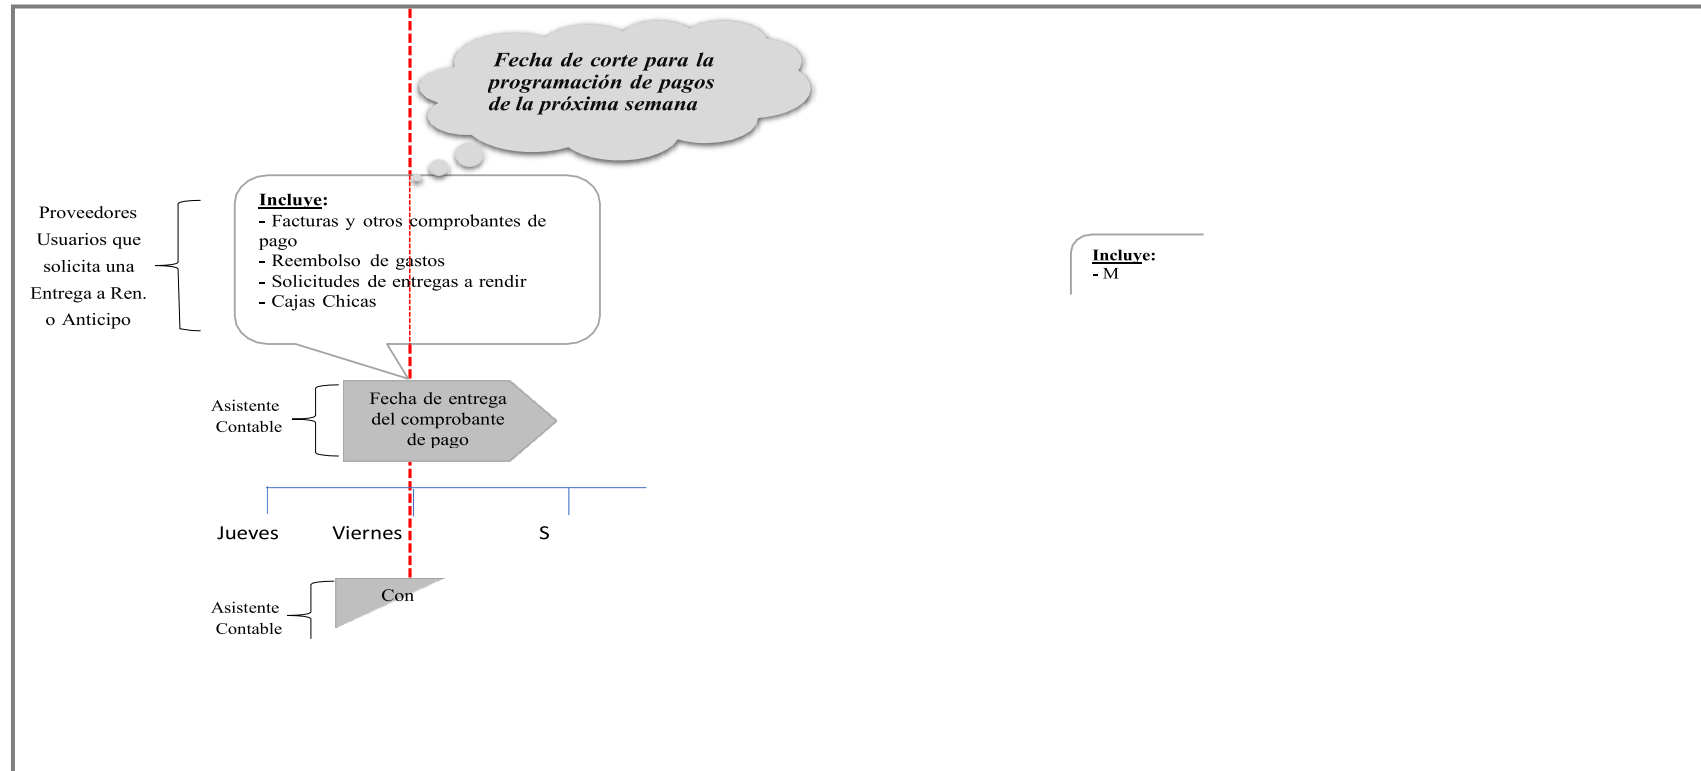 Fecha de corte para la
programación de pagos
de la próxima semana
Proveedores
Usuarios que
solicita una
Entrega a Ren.
o Anticipo
Incluye:
- Facturas y otros comprobantes de
pago
- Reembolso de gastos
- Solicitudes de entregas a rendir
- Cajas Chicas
Incluye:
- M
Asistente
Contable
Fecha de entrega
del comprobante
de pago
Jueves
Viernes
S
Asistente
Contable
Con